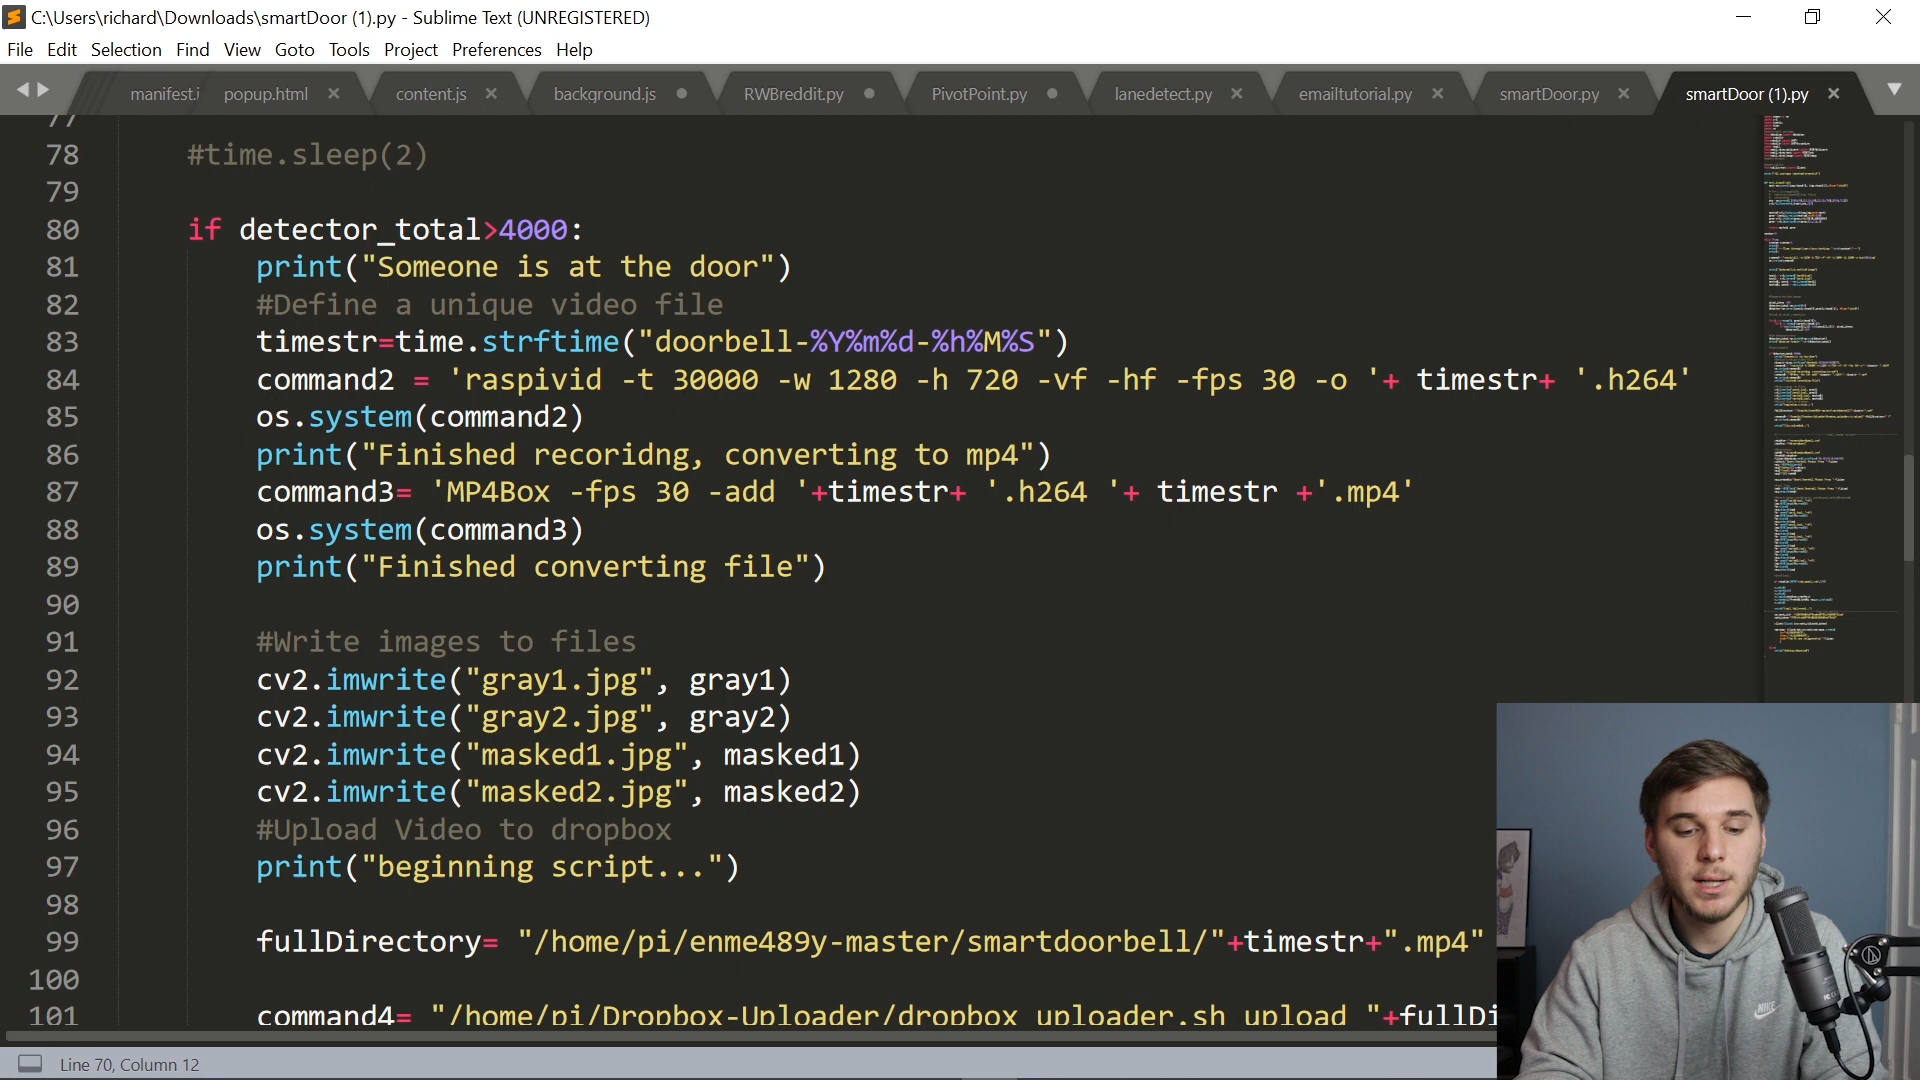 C:\Users\richard\Downloads\smartDoor (1).py - Sublime Text (UNREGISTERED)
File Edit Selection Find View Goto Tools Project Preferences Help
manifest.j popup.html content.js background.js RWBreddit.py PivotPoint.py lanedetect.py emailtutorial.py smartDoor.py smartDoor (1).py
77
78 #time.sleep(2)
79
80 if detector_total>4000:
81 print("Someone is at the door")
82 #Define a unique video file
83 timestr=time.strftime("doorbell-%Y%m%d-%h%M%S")
84 command2 = 'raspivid -t 30000 -w 1280 -h 720 -vf -hf -fps 30 -o '+ timestr+ '.h264'
85 os.system(command2)
86 print("Finished recoridng, converting to mp4")
87 command3= 'MP4Box -fps 30 -add '+timestr+ '.h264 '+ timestr +'.mp4'
88 os.system(command3)
89 print("Finished converting file")
90
91 #Write images to files
92 cv2.imwrite("gray1.jpg", gray1)
93 cv2.imwrite("gray2.jpg", gray2)
94 cv2.imwrite("masked1.jpg", masked1)
95 cv2.imwrite("masked2.jpg", masked2)
96 #Upload Video to dropbox
97 print("beginning script...")
98
99 fullDirectory= "/home/pi/enme489y-master/smartdoorbell/"+timestr+".mp4"
100
101 command4= "/home/pi/Dropbox-Uploader/dropbox_uploader.sh upload "+fullDi
NIKE
Line 70, Column 12